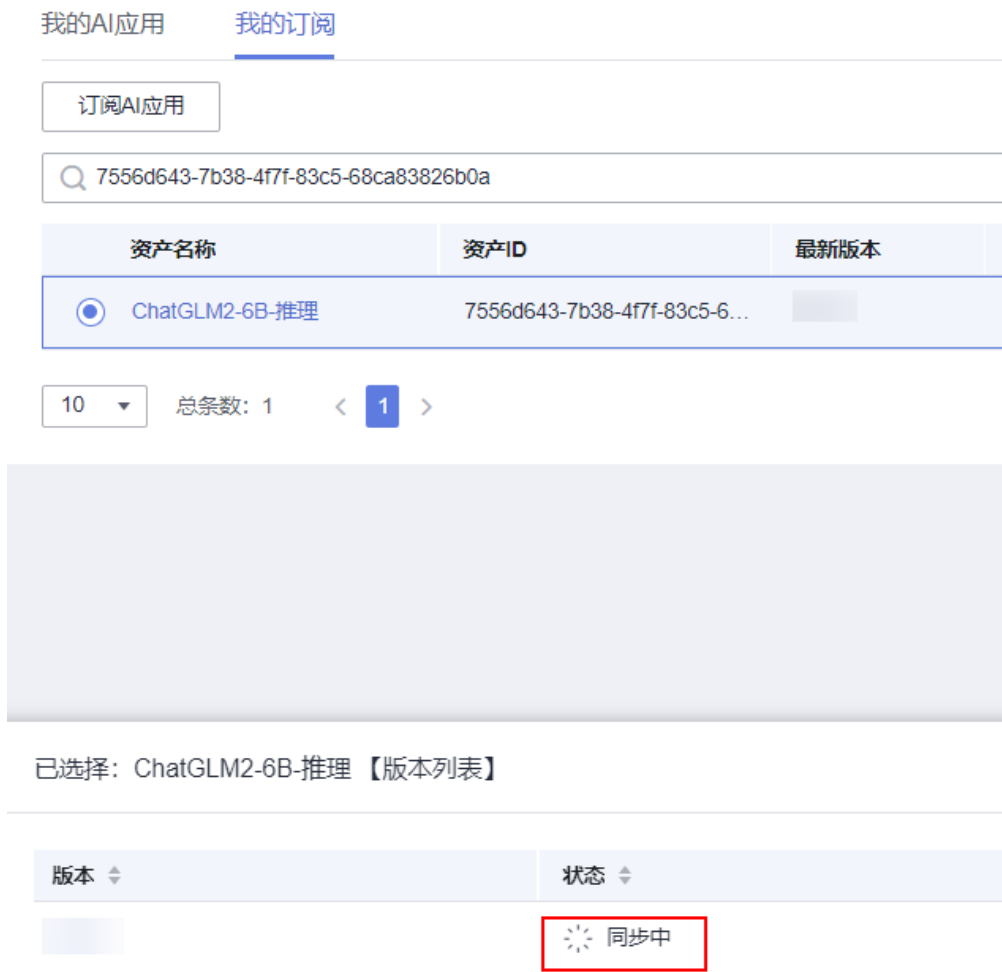 我的AI应用 我的订阅
订阅AI应用
7556d643-7b38-4f7f-83c5-68ca83826b0a
资产名称 资产ID 最新版本
ChatGLM2-6B-推理 7556d643-7b38-4f7f-83c5-6...
10 总条数：1 < 1 >
已选择：ChatGLM2-6B-推理【版本列表】
版本 状态
同步中